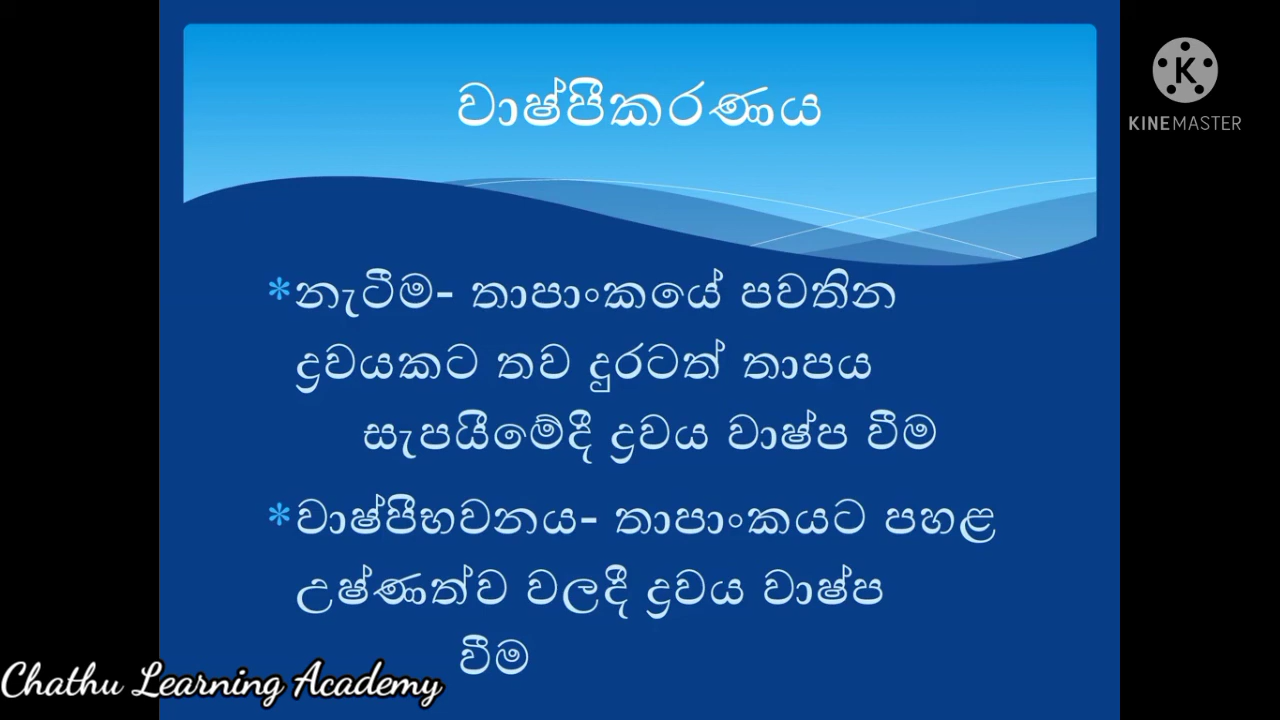 වාෂ්පීකරණය
KINEMASTER
*නැටීම- තාපාංකයේ පවතින
ද්‍රවයකට තව දුරටත් තාපය
සැපයීමේදී ද්‍රවය වාෂ්ප වීම
*වාෂ්පීභවනය- තාපාංකයට පහළ
උෂ්ණත්ව වලදී ද්‍රවය වාෂ්ප
වීම
Chathu Learning Academy